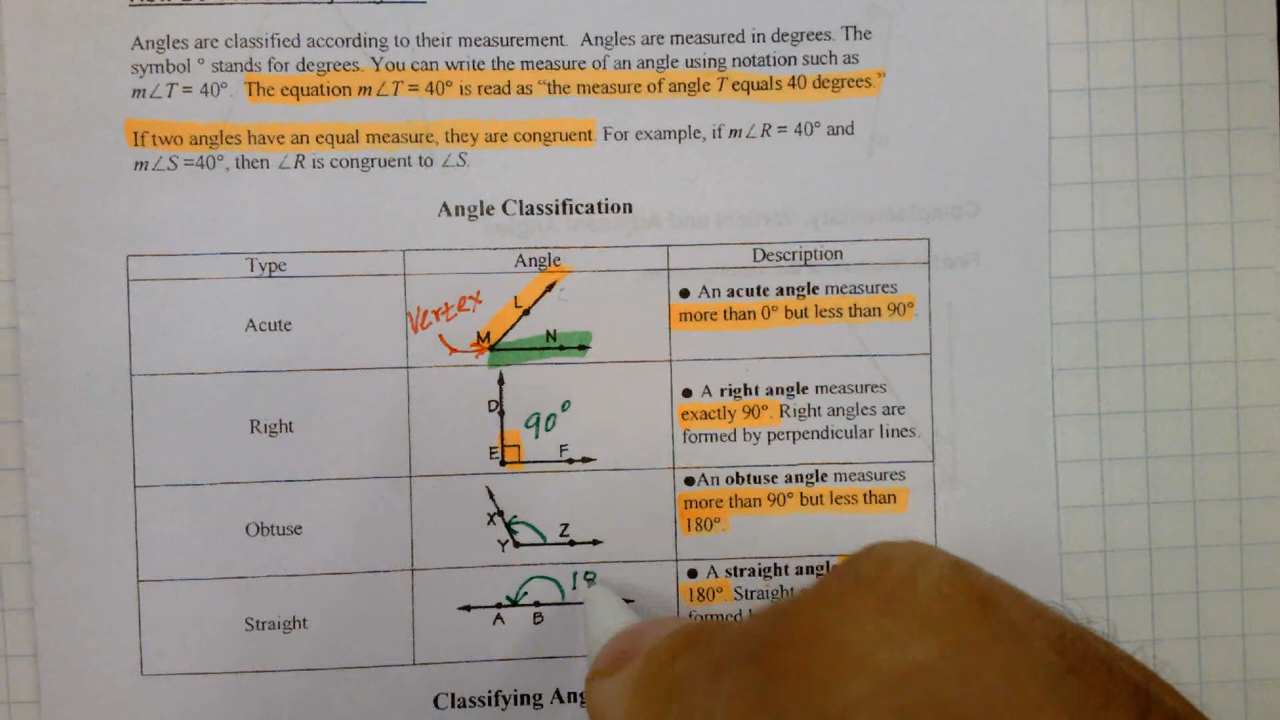 Angles are classified according to their measurement. Angles are measured in degrees. The
symbol ° stands for degrees. You can write the measure of an angle using notation such as
m∠T = 40°. The equation m∠T = 40° is read as “the measure of angle T equals 40 degrees.”
If two angles have an equal measure, they are congruent. For example, if m∠R = 40° and
m∠S =40°, then ∠R is congruent to ∠S.
Angle Classification
Type Angle Description
Acute
Vertex
L
M N
● An acute angle measures
more than 0° but less than 90°.
Right
D
90°
E F
● A right angle measures
exactly 90°. Right angles are
formed by perpendicular lines.
Obtuse
X
Y Z
●An obtuse angle measures
more than 90° but less than
180°.
Straight
18
A B
● A straight angle
180°. Straight
formed
Classifying